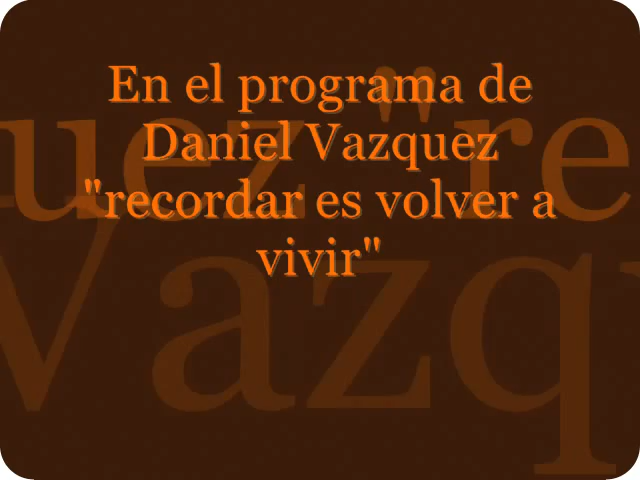 En el programa de
Daniel Vazquez
"recordar es volver a
vivir"